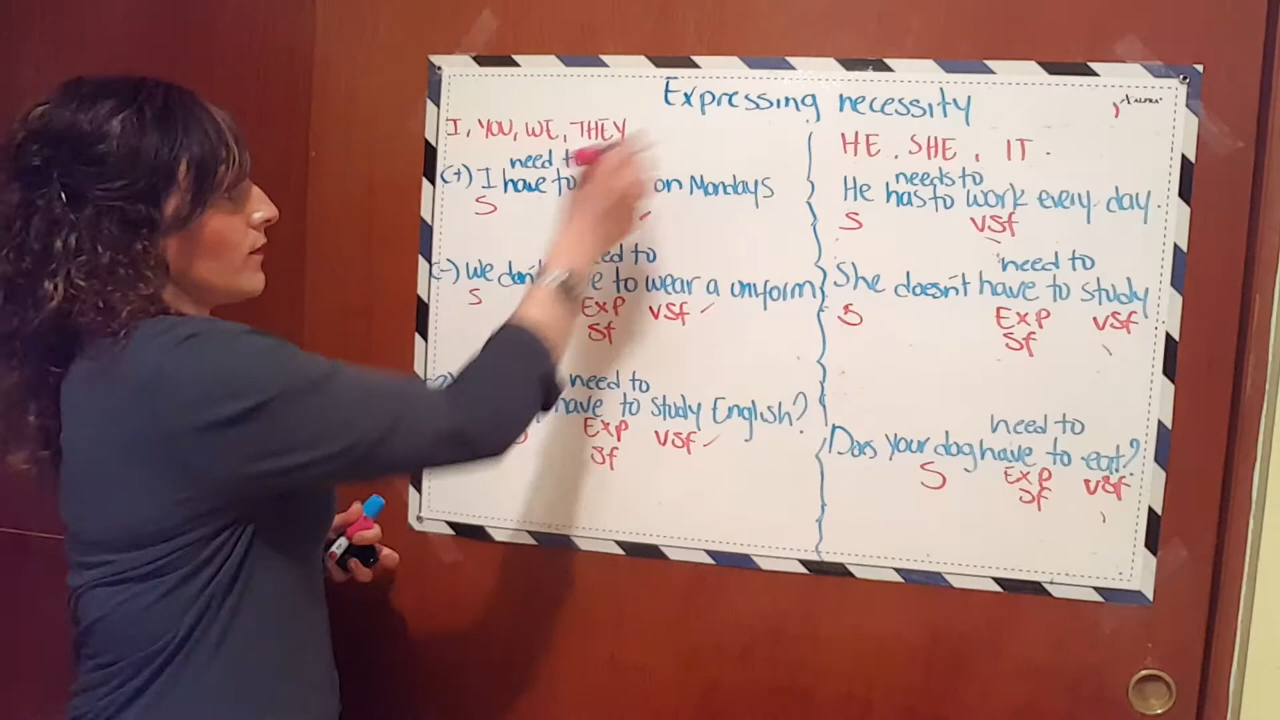 Expressing necessity
ALPHA
I, YOU, WE, THEY
need to
(+) I have to on Mondays
S
need to
(-) We don't have to wear a uniform
S Exp vsf
Sf
need to
have to study English?
S Exp vsf
Sf
HE, SHE, IT.
needs to
He has to work every day.
S vsf
need to
She doesn't have to study
S Exp vsf
Sf
need to
Does your dog have to eat?
S Exp vsf
Sf